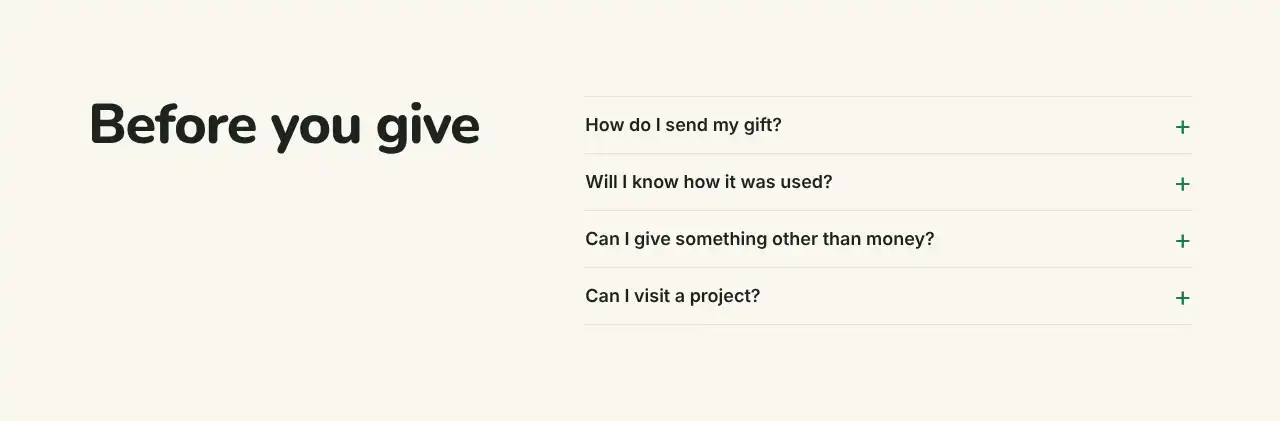 Before you give
How do I send my gift?
Will I know how it was used?
Can I give something other than money?
Can I visit a project?